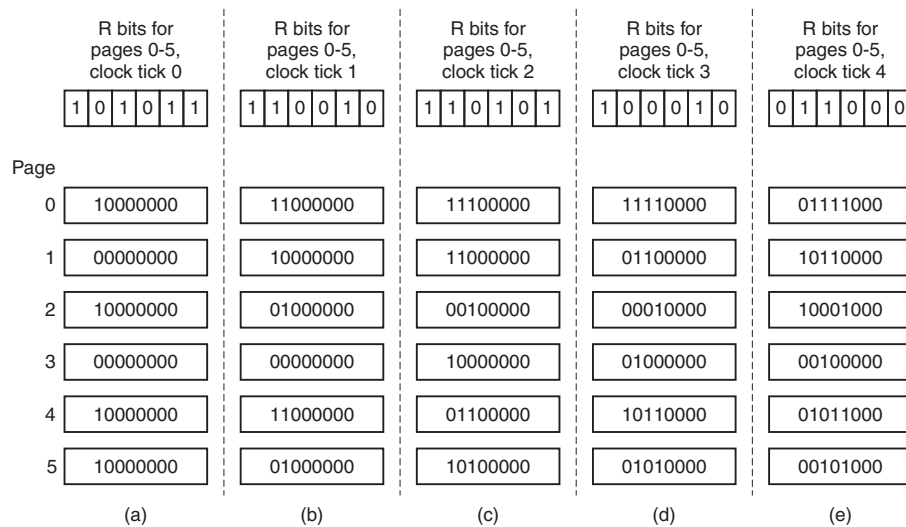 R bits for pages 0-5, clock tick 0
R bits for pages 0-5, clock tick 1
R bits for pages 0-5, clock tick 2
R bits for pages 0-5, clock tick 3
R bits for pages 0-5, clock tick 4
1 0 1 0 1 1
1 1 0 0 1 0
1 1 0 1 0 1
1 0 0 0 1 0
0 1 1 0 0 0
Page
0 10000000 11000000 11100000 11110000 01111000
1 00000000 10000000 11000000 01100000 10110000
2 10000000 01000000 00100000 00010000 10001000
3 00000000 00000000 10000000 01000000 00100000
4 10000000 11000000 01100000 10110000 01011000
5 10000000 01000000 10100000 01010000 00101000
(a) (b) (c) (d) (e)